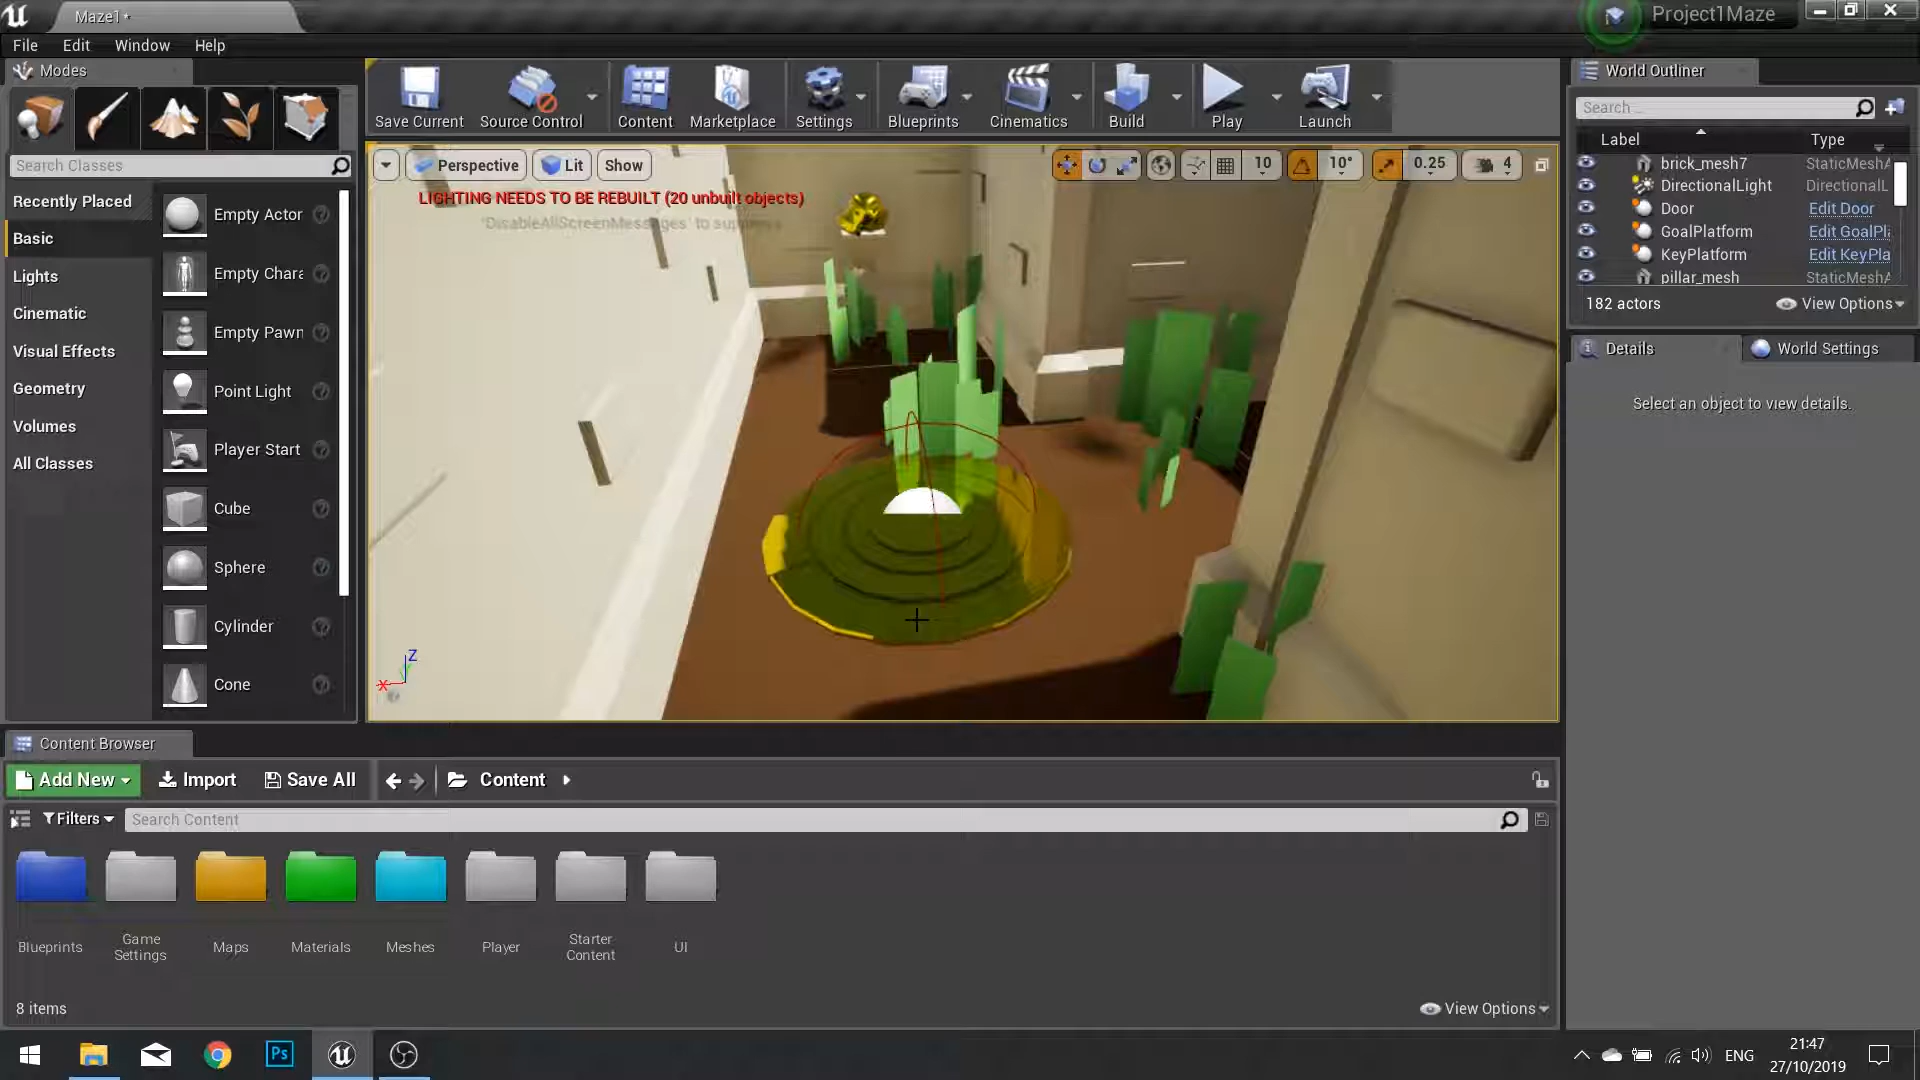 Maze1*
Project1Maze
File Edit Window Help
Modes
Search Classes
Recently Placed
Basic
Lights
Cinematic
Visual Effects
Geometry
Volumes
All Classes
Empty Actor
Empty Chara
Empty Pawn
Point Light
Player Start
Cube
Sphere
Cylinder
Cone
Save Current
Source Control
Content
Marketplace
Settings
Blueprints
Cinematics
Build
Play
Launch
Perspective
Lit
Show
10
10°
0.25
4
LIGHTING NEEDS TO BE REBUILT (20 unbuilt objects)
'DisableAllScreenMessages' to suppress
Z
X
World Outliner
Search...
Label Type
brick_mesh7 StaticMeshA
DirectionalLight DirectionalL
Door Edit Door
GoalPlatform Edit GoalPla
KeyPlatform Edit KeyPla
pillar_mesh StaticMeshA
182 actors
View Options
Details
World Settings
Select an object to view details.
Content Browser
Add New
Import
Save All
Content
Filters
Search Content
Blueprints
Game Settings
Maps
Materials
Meshes
Player
Starter Content
UI
8 items
View Options
Ps
ENG
21:47
27/10/2019